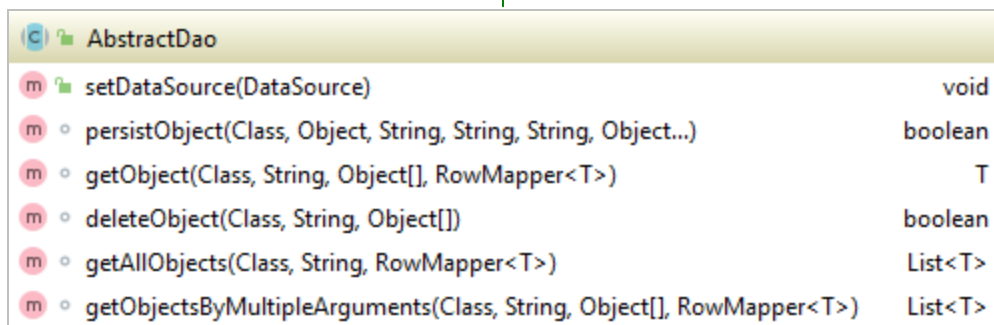 C AbstractDao
m setDataSource(DataSource) void
m persistObject(Class, Object, String, String, String, Object...) boolean
m getObject(Class, String, Object[], RowMapper<T>) T
m deleteObject(Class, String, Object[]) boolean
m getAllObjects(Class, String, RowMapper<T>) List<T>
m getObjectsByMultipleArguments(Class, String, Object[], RowMapper<T>) List<T>